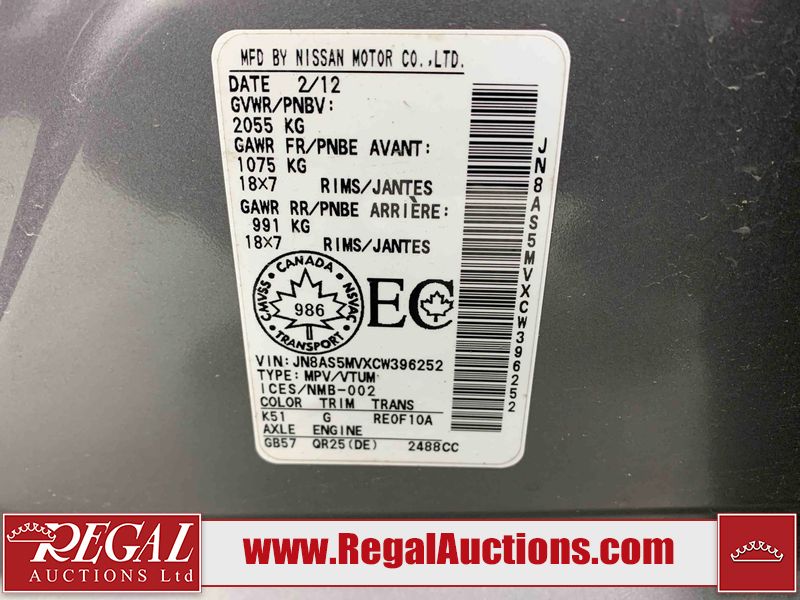 MFD BY NISSAN MOTOR CO.,LTD.
DATE 2/12
GVWR/PNBV:
2055 KG
GAWR FR/PNBE AVANT:
1075 KG
18X7 RIMS/JANTES
GAWR RR/PNBE ARRIÈRE:
991 KG
18X7 RIMS/JANTES
CANADA
CMVSS • NSVAC
986
TRANSPORT
EC
VIN: JN8AS5MVXCW396252
TYPE: MPV/VTUM
ICES/NMB-002
COLOR TRIM TRANS
K51 G RE0F10A
AXLE ENGINE
GB57 QR25(DE) 2488CC
JN8AS5MVXCW396252
REGAL
AUCTIONS Ltd
www.RegalAuctions.com